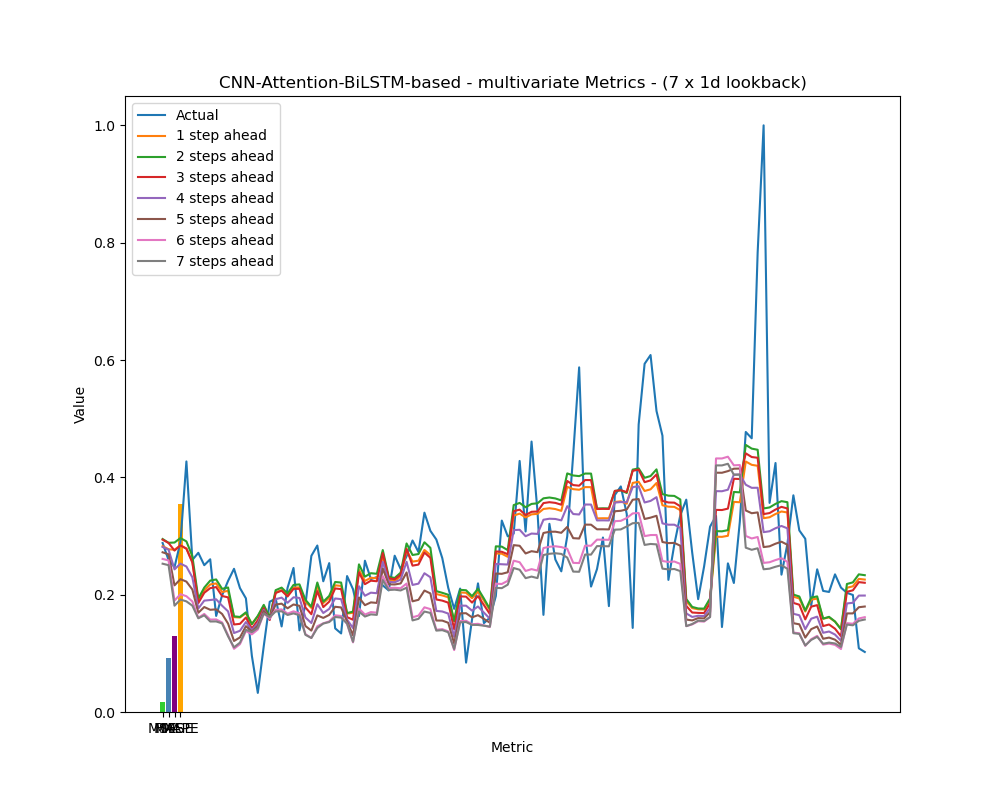 CNN-Attention-BiLSTM-based - multivariate Metrics - (7 x 1d lookback)
Actual
1 step ahead
2 steps ahead
3 steps ahead
4 steps ahead
5 steps ahead
6 steps ahead
7 steps ahead
1.0
0.8
0.6
0.4
0.2
0.0
Value
Metric